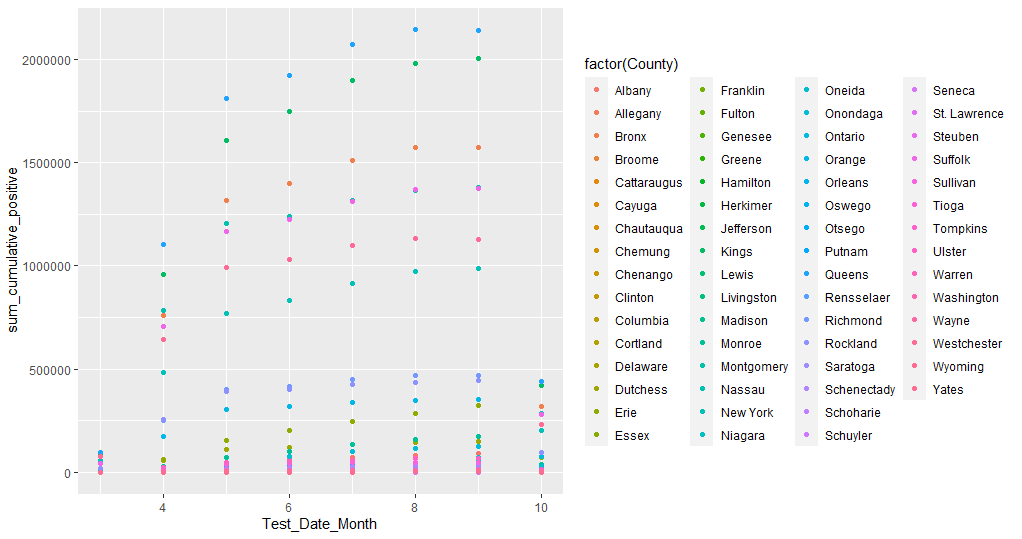 sum_cumulative_positive
2000000
1500000
1000000
500000
0
4
6
8
10
Test_Date_Month
factor(County)
Albany
Allegany
Bronx
Broome
Cattaraugus
Cayuga
Chautauqua
Chemung
Chenango
Clinton
Columbia
Cortland
Delaware
Dutchess
Erie
Essex
Franklin
Fulton
Genesee
Greene
Hamilton
Herkimer
Jefferson
Kings
Lewis
Livingston
Madison
Monroe
Montgomery
Nassau
New York
Niagara
Oneida
Onondaga
Ontario
Orange
Orleans
Oswego
Otsego
Putnam
Queens
Rensselaer
Richmond
Rockland
Saratoga
Schenectady
Schoharie
Schuyler
Seneca
St. Lawrence
Steuben
Suffolk
Sullivan
Tioga
Tompkins
Ulster
Warren
Washington
Wayne
Westchester
Wyoming
Yates